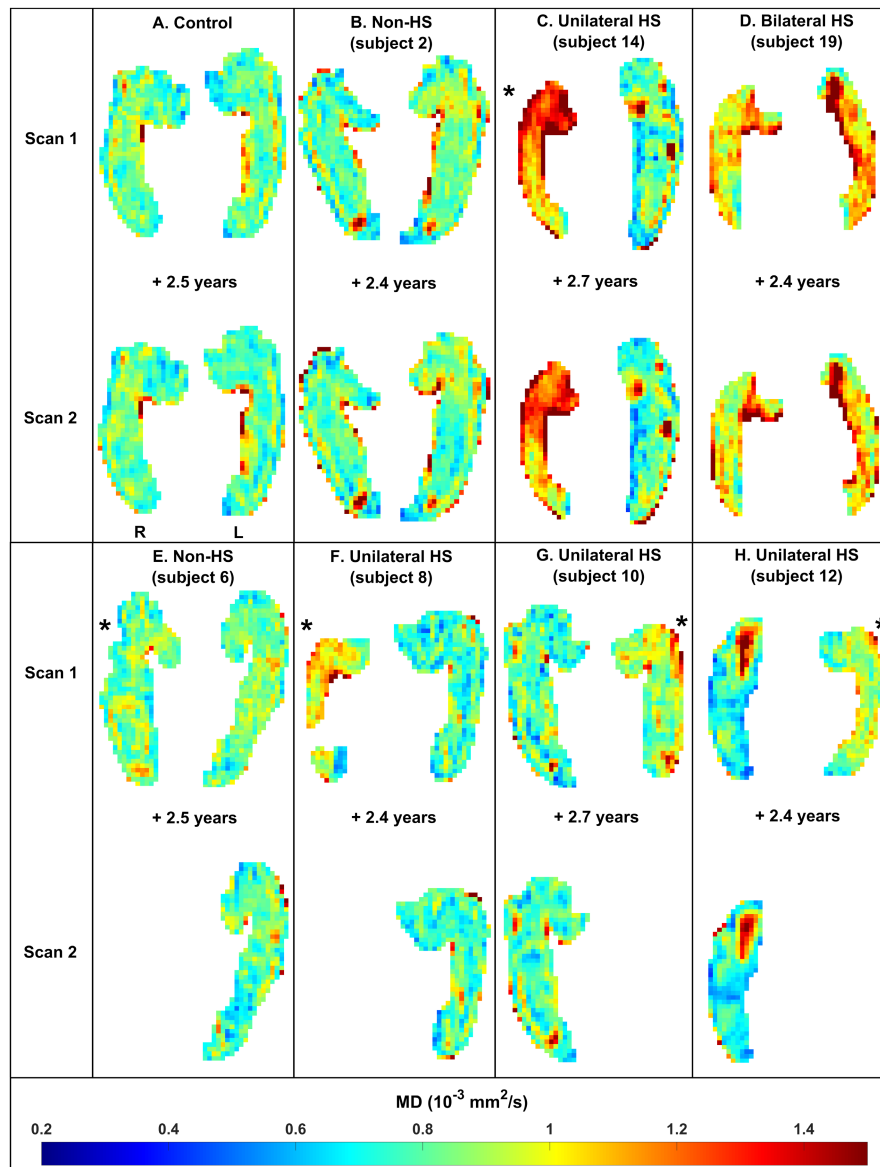 A. Control
B. Non-HS
(subject 2)
C. Unilateral HS
(subject 14)
D. Bilateral HS
(subject 19)
*
Scan 1
+ 2.5 years
+ 2.4 years
+ 2.7 years
+ 2.4 years
Scan 2
R
L
E. Non-HS
(subject 6)
F. Unilateral HS
(subject 8)
G. Unilateral HS
(subject 10)
H. Unilateral HS
(subject 12)
*
*
*
*
Scan 1
+ 2.5 years
+ 2.4 years
+ 2.7 years
+ 2.4 years
Scan 2
MD (10⁻³ mm²/s)
0.2
0.4
0.6
0.8
1
1.2
1.4